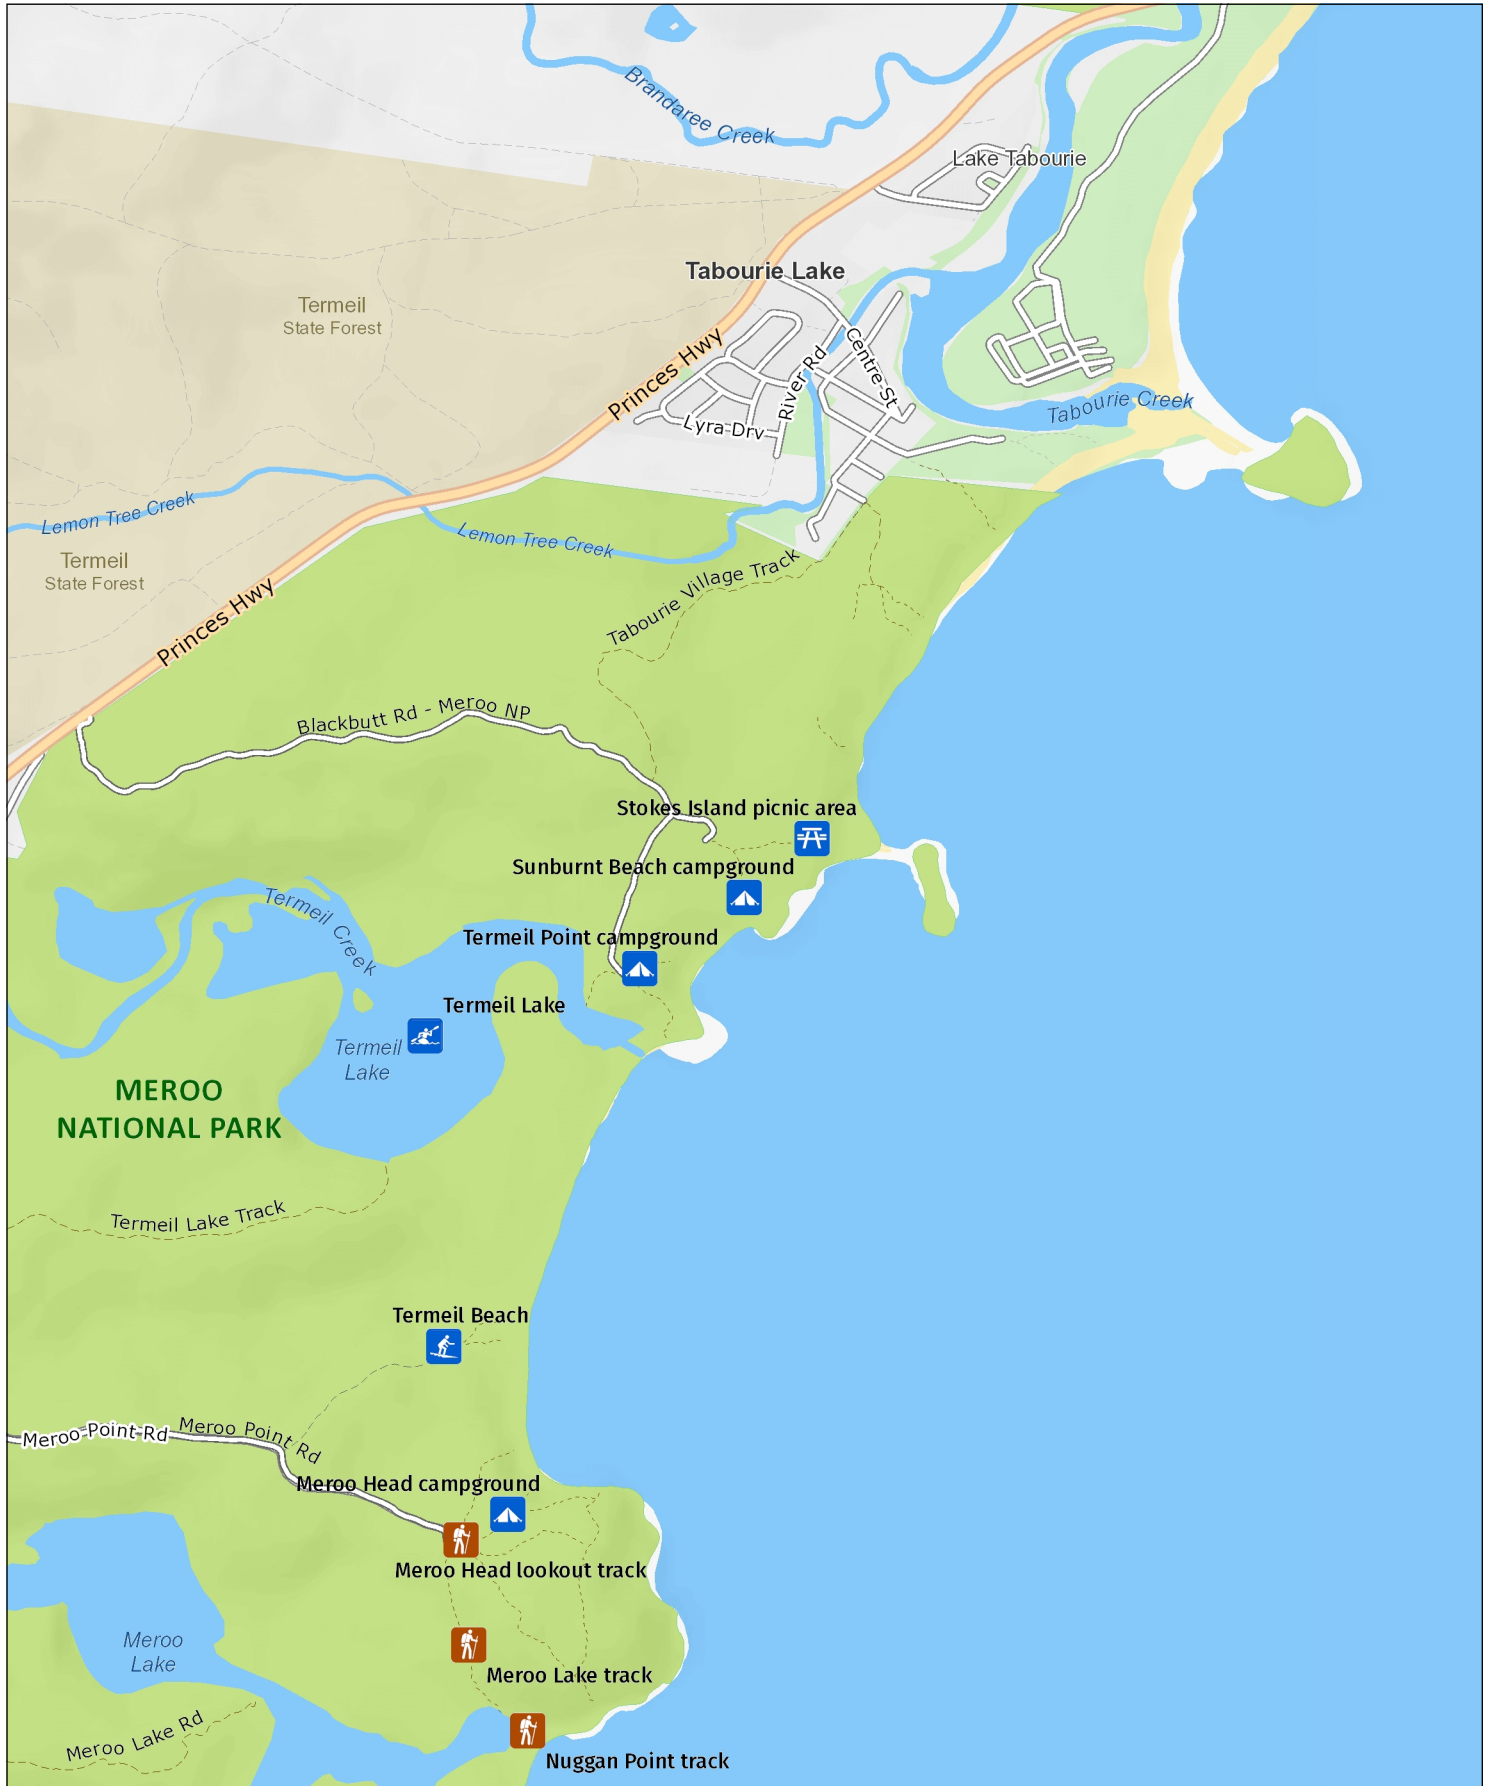 Brandaree Creek
Lake Tabourie
Tabourie Lake
Termeil
State Forest
Princes Hwy
Centre St
River Rd
Lyra Drv
Tabourie Creek
Lemon Tree Creek
Lemon Tree Creek
Termeil
State Forest
Princes Hwy
Tabourie Village Track
Blackbutt Rd - Meroo NP
Stokes Island picnic area
Sunburnt Beach campground
Termeil Creek
Termeil Point campground
Termeil Lake
Termeil
Lake
MEROO
NATIONAL PARK
Termeil Lake Track
Termeil Beach
Meroo Point Rd
Meroo Point Rd
Meroo Head campground
Meroo Head lookout track
Meroo
Lake
Meroo Lake track
Meroo Lake Rd
Nuggan Point track